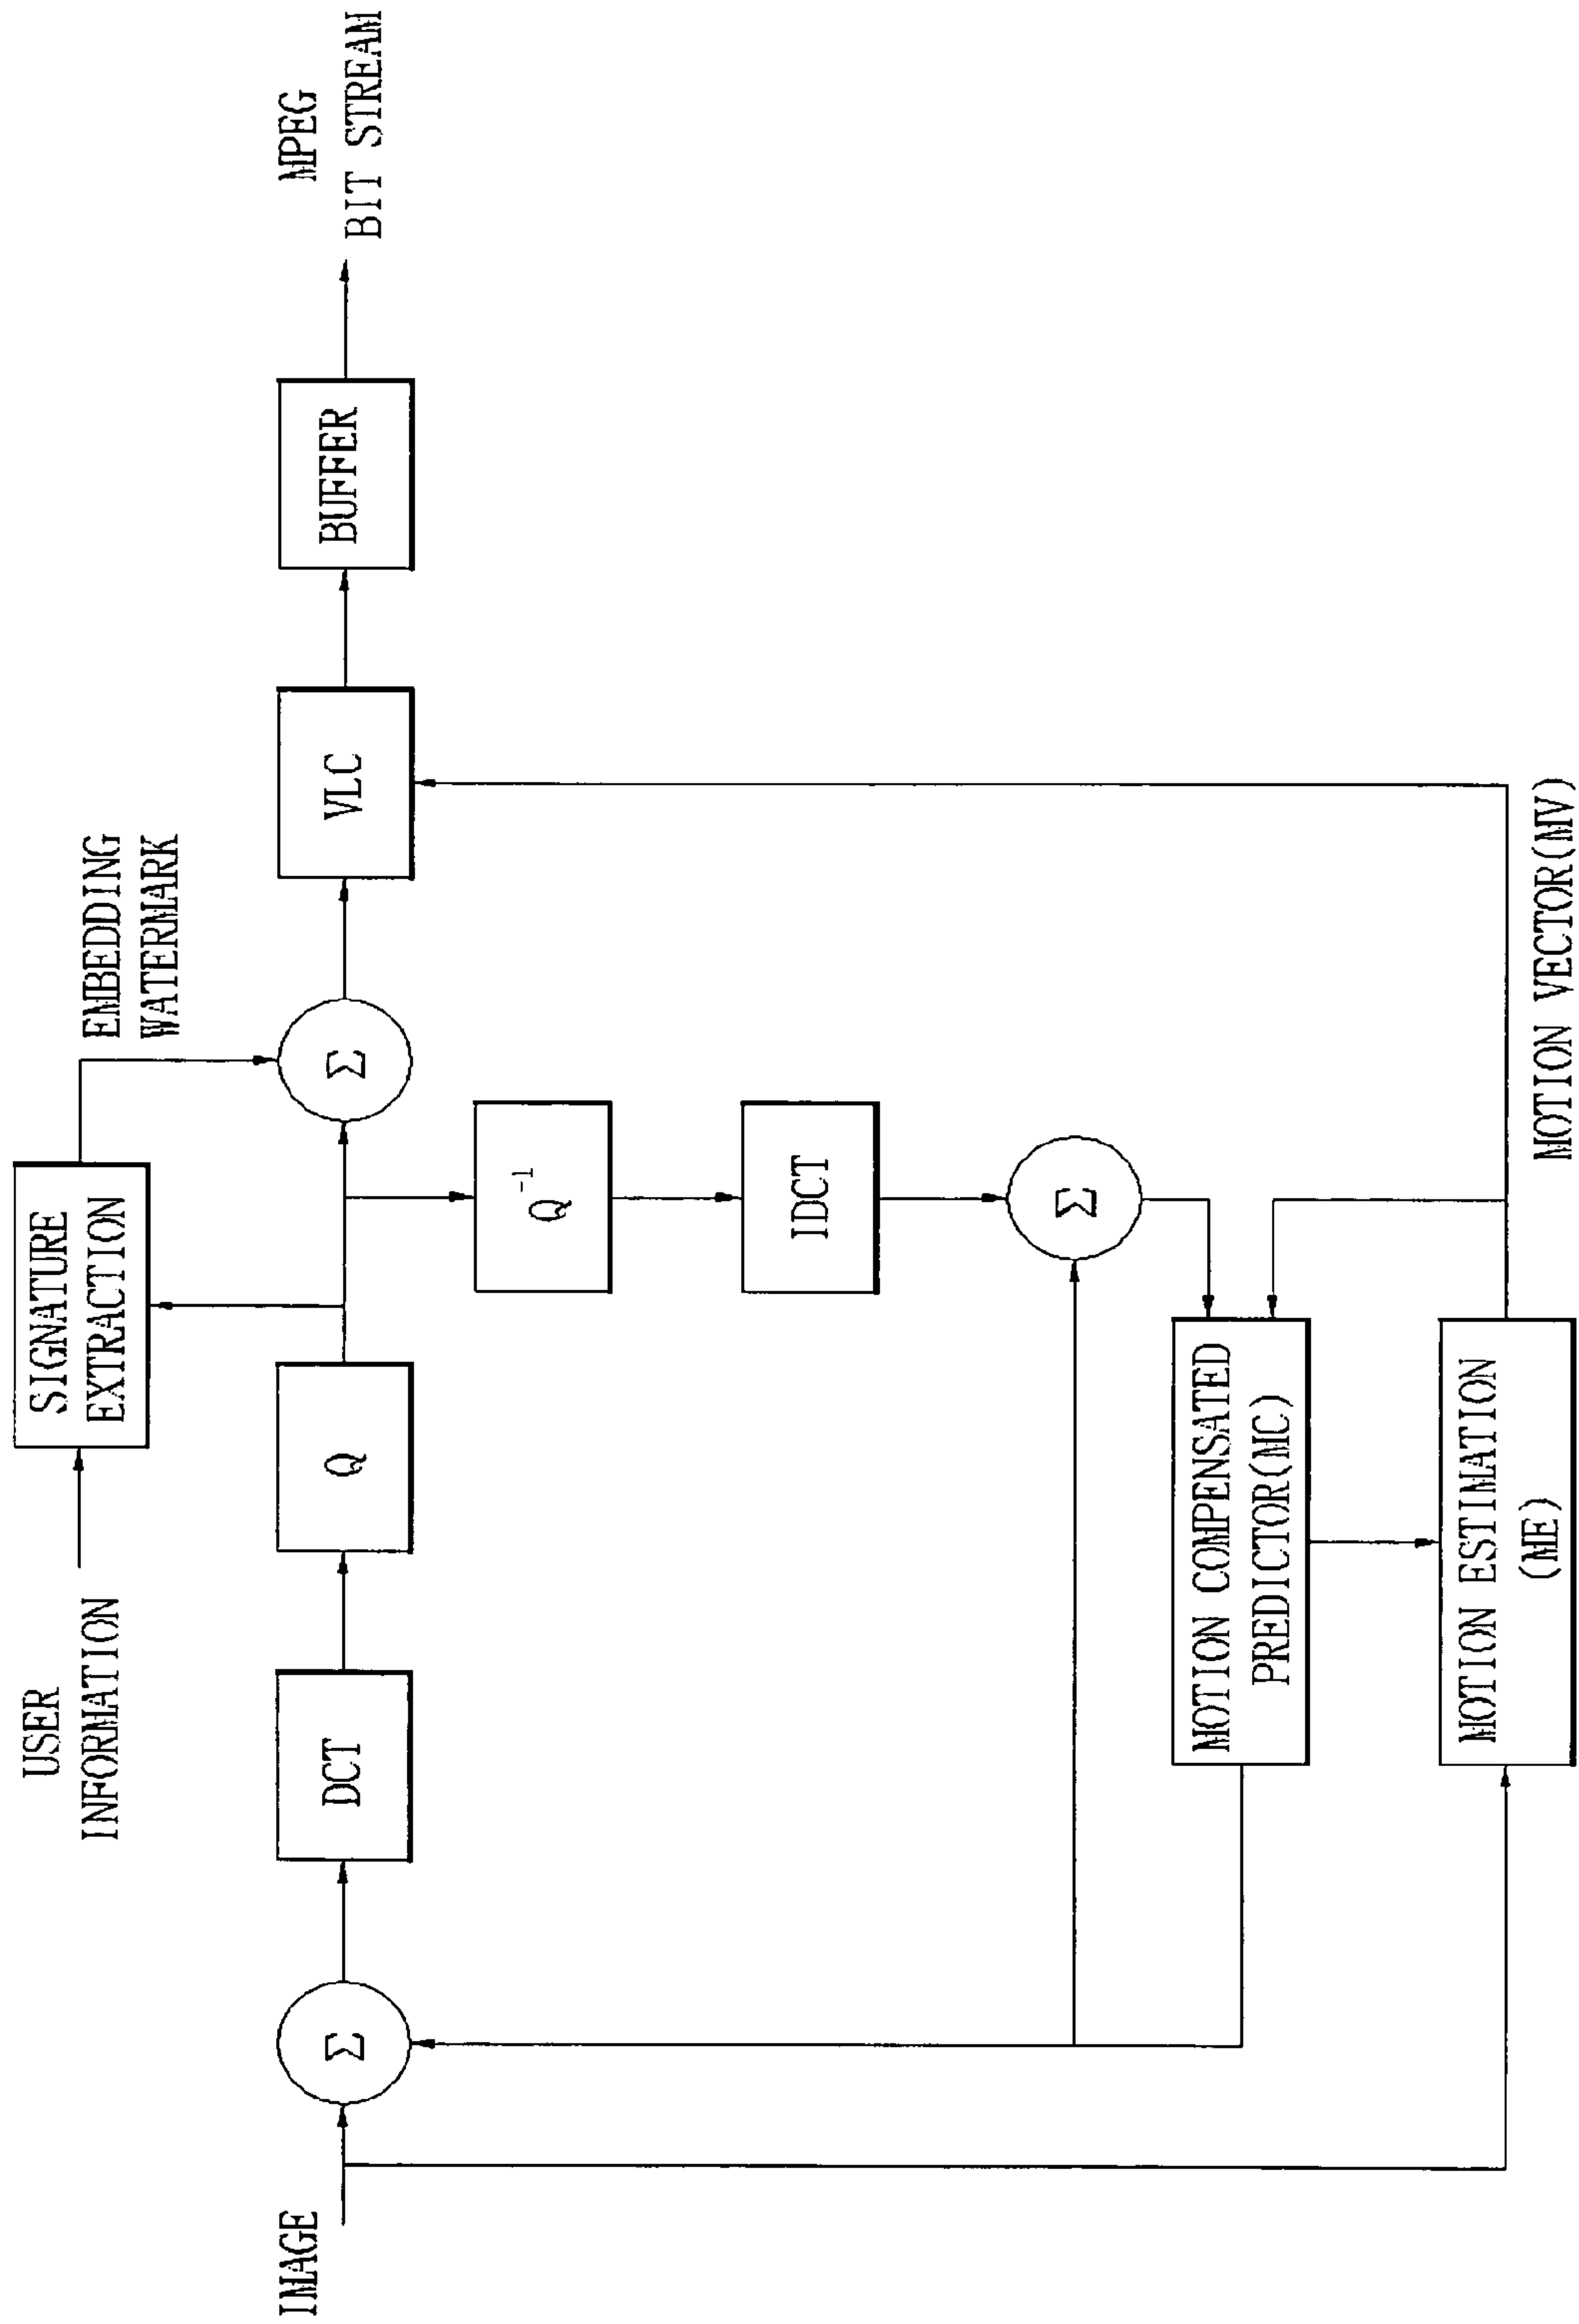 USER
INFORMATION
SIGNATURE
EXTRACTION
EMBEDDING
WATERMARK
IMAGE
Σ
DCT
Q
Σ
VLC
BUFFER
MPEG
BIT STREAM
Q⁻¹
IDCT
Σ
MOTION COMPENSATED
PREDICTOR(MC)
MOTION ESTIMATION
(ME)
MOTION VECTOR(MV)